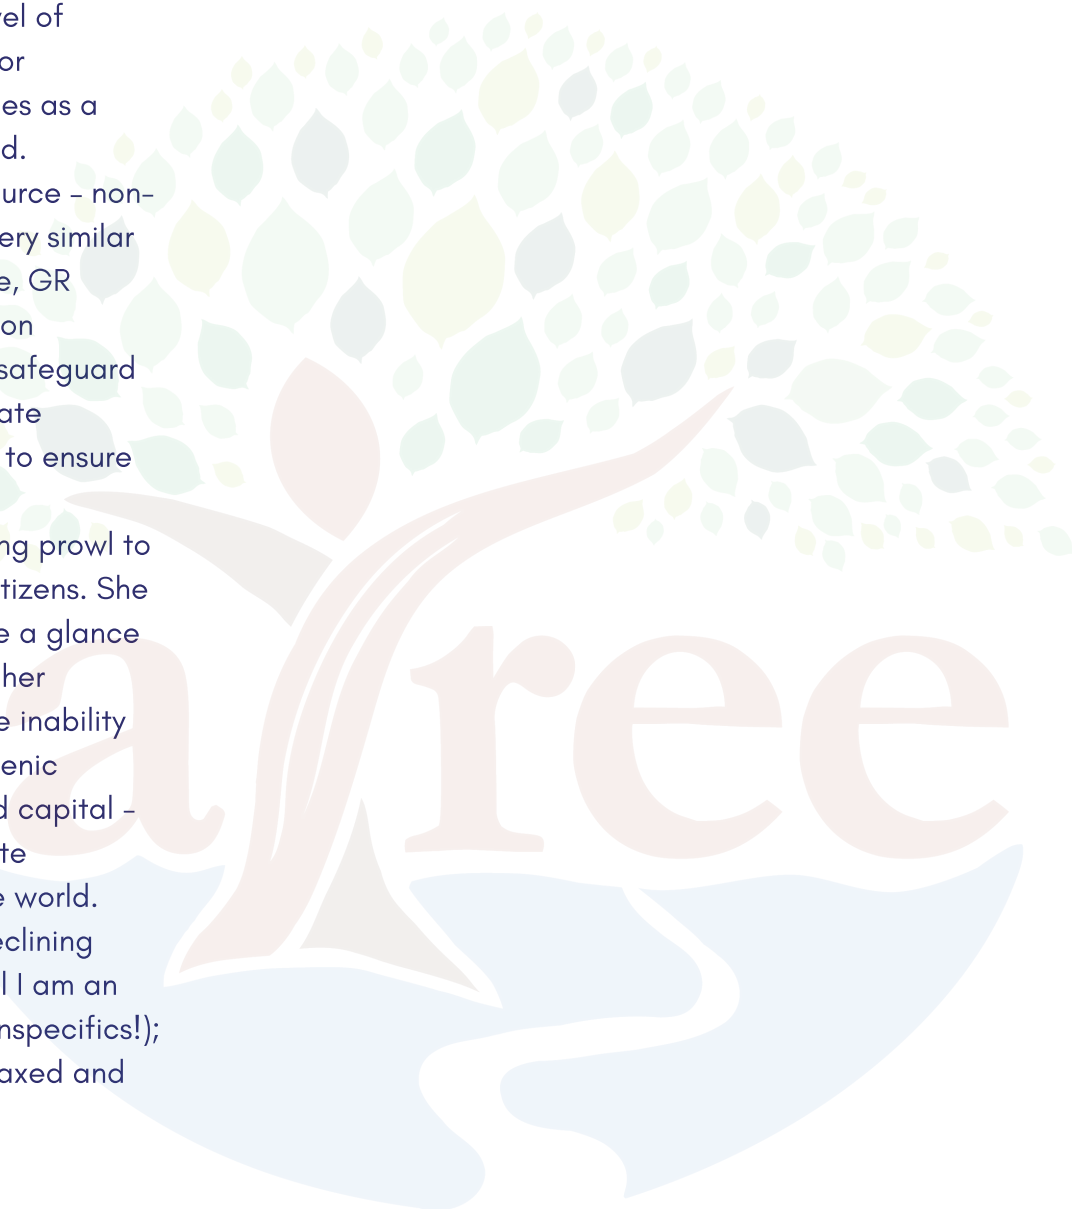 vel of
or
es as a
d.
urce – non–
ery similar
e, GR
on
safeguard
ate
to ensure
ng prowl to
tizens. She
e a glance
her
e inability
enic
d capital –
te
e world.
eclining
l I am an
nspecifics!);
axed and
aTree